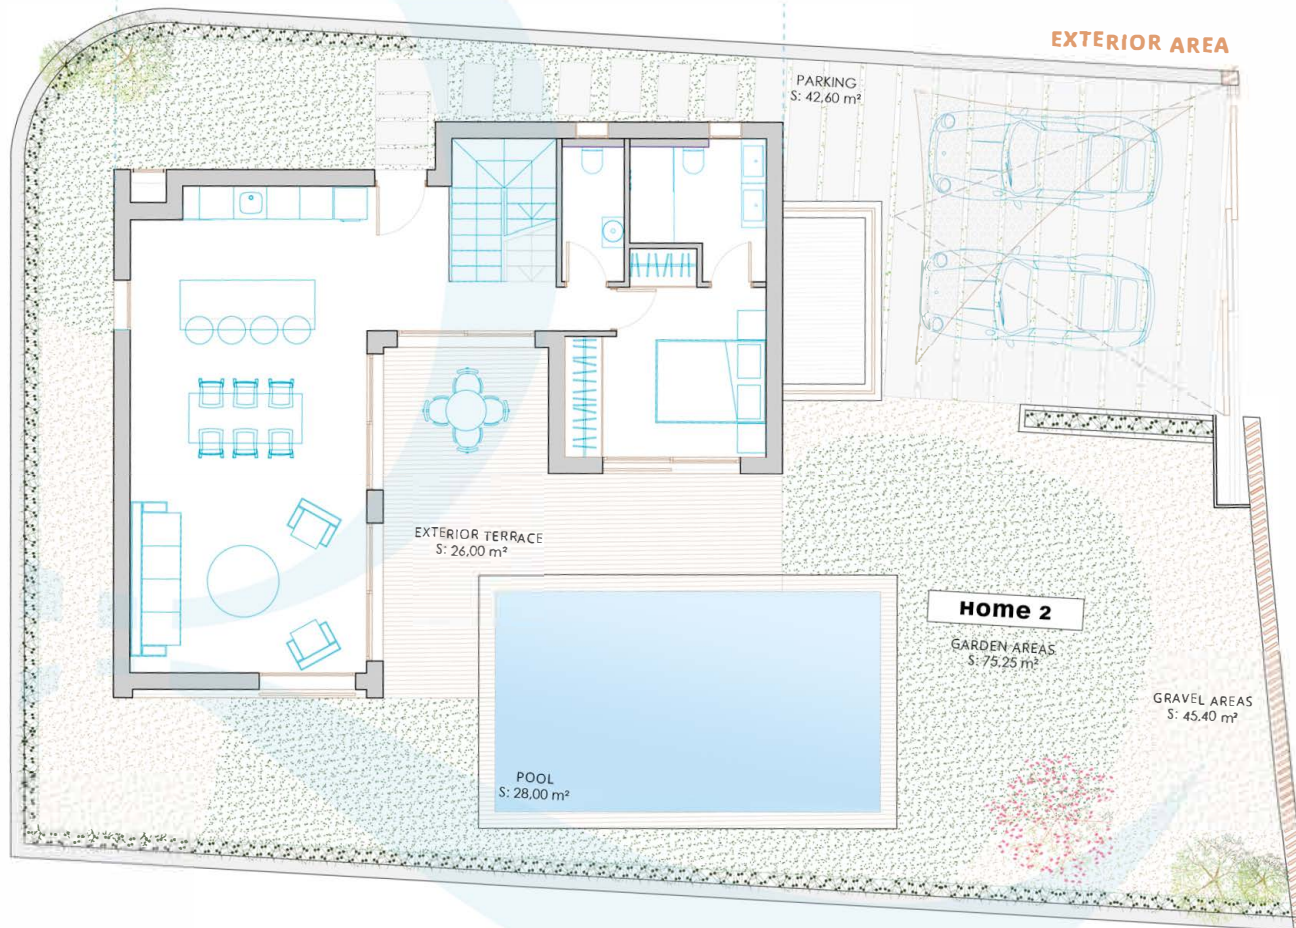 EXTERIOR AREA
PARKING
S: 42,60 m²
EXTERIOR TERRACE
S: 26,00 m²
Home 2
GARDEN AREAS
S: 75,25 m²
GRAVEL AREAS
S: 45,40 m²
POOL
S: 28,00 m²